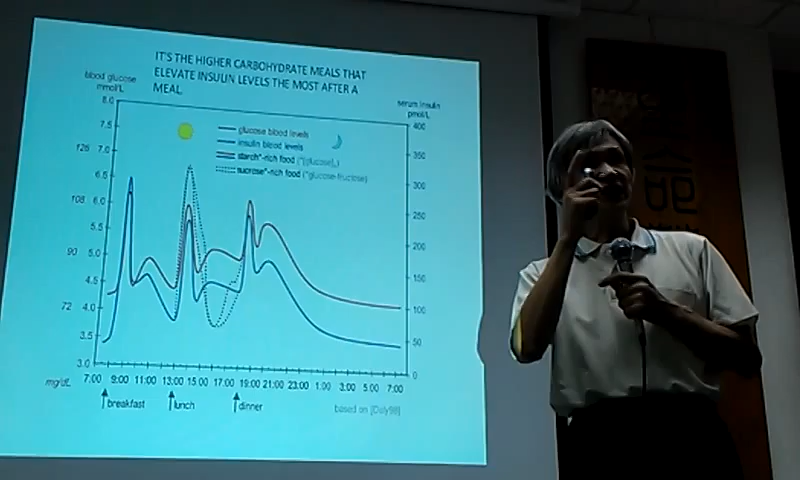 IT'S THE HIGHER CARBOHYDRATE MEALS THAT
ELEVATE INSULIN LEVELS THE MOST AFTER A
MEAL.
blood glucose
mmol/L
serum insulin
pmol/L
8.0
7.5
126 7.0
6.5
108 6.0
5.5
90 5.0
4.5
72 4.0
3.5
3.0
mg/dL
400
350
300
250
200
150
100
50
0
glucose blood levels
insulin blood levels
starch*-rich food
sucrose*-rich food (*glucose-fructose)
7:00 9:00 11:00 13:00 15:00 17:00 19:00 21:00 23:00 1:00 3:00 5:00 7:00
breakfast lunch dinner
based on [Daly98]